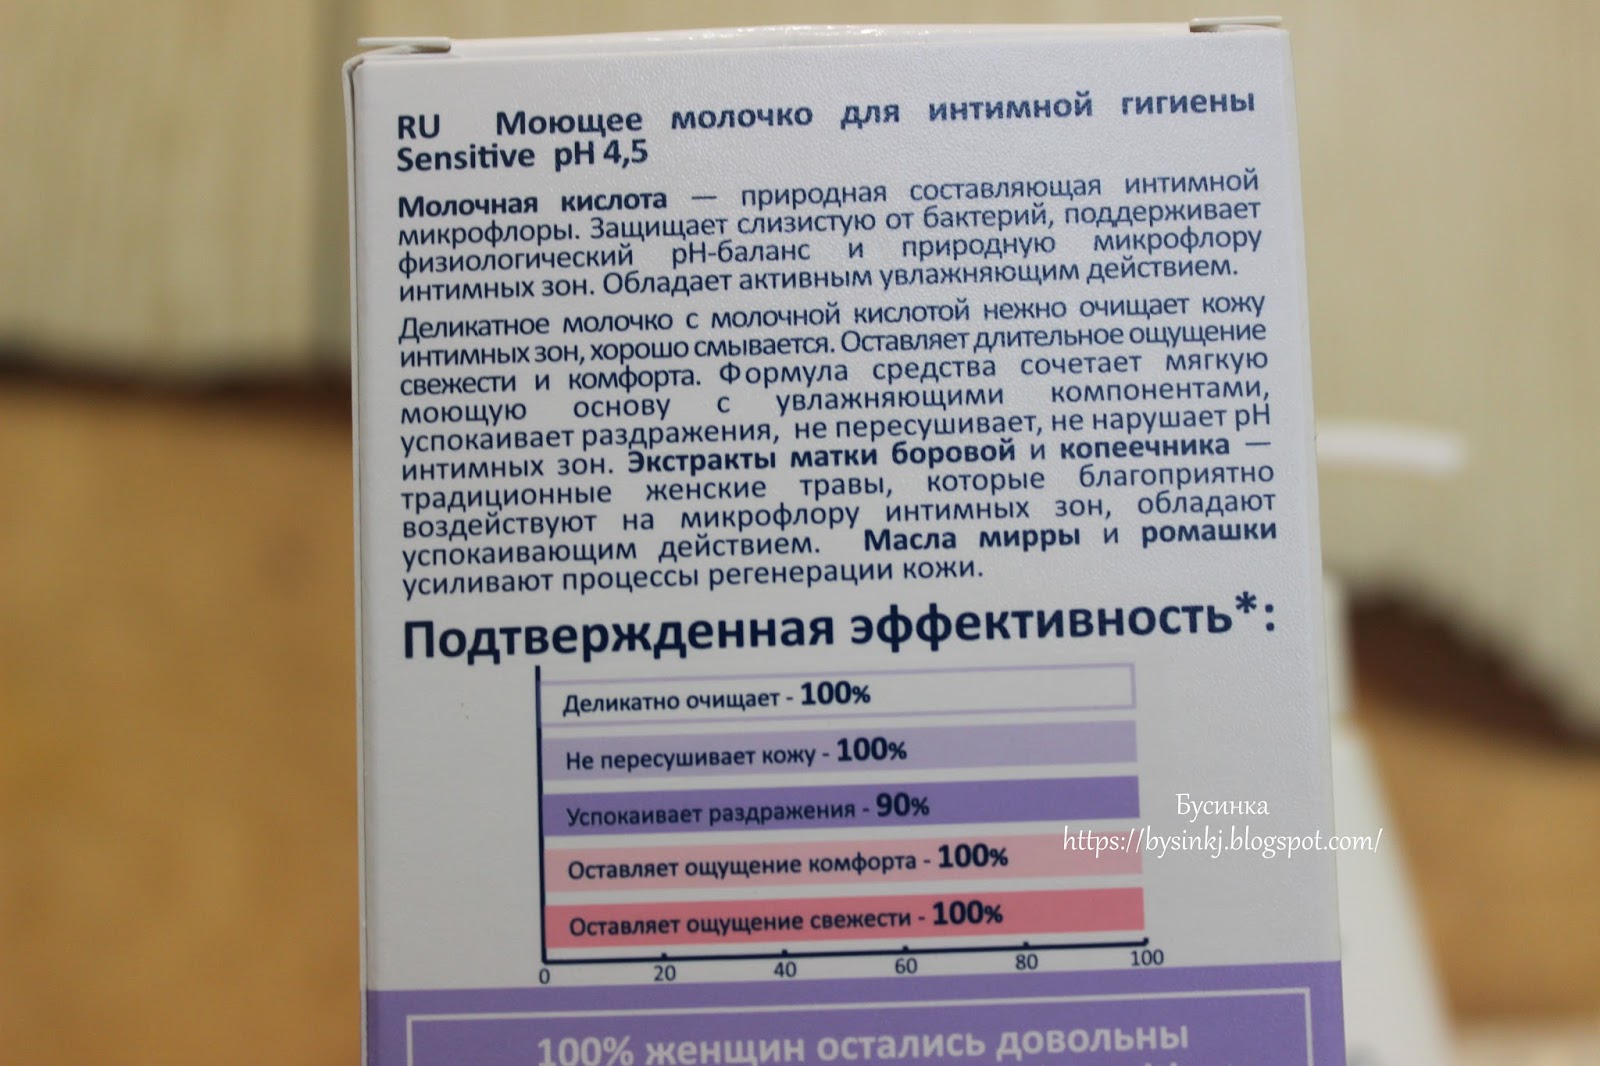 RU Моющее молочко для интимной гигиены
Sensitive pH 4,5
Молочная кислота — природная составляющая интимной
микрофлоры. Защищает слизистую от бактерий, поддерживает
физиологический pH-баланс и природную микрофлору
интимных зон. Обладает активным увлажняющим действием.
Деликатное молочко с молочной кислотой нежно очищает кожу
интимных зон, хорошо смывается. Оставляет длительное ощущение
свежести и комфорта. Формула средства сочетает мягкую
моющую основу с увлажняющими компонентами,
успокаивает раздражения, не пересушивает, не нарушает pH
интимных зон. Экстракты матки боровой и копеечника —
традиционные женские травы, которые благоприятно
воздействуют на микрофлору интимных зон, обладают
успокаивающим действием. Масла мирры и ромашки
усиливают процессы регенерации кожи.
Подтвержденная эффективность*:
Деликатно очищает - 100%
Не пересушивает кожу - 100%
Успокаивает раздражения - 90%
Оставляет ощущение комфорта - 100%
Оставляет ощущение свежести - 100%
0 20 40 60 80 100
Бусинка
https://bysinkj.blogspot.com/
100% женщин остались довольны